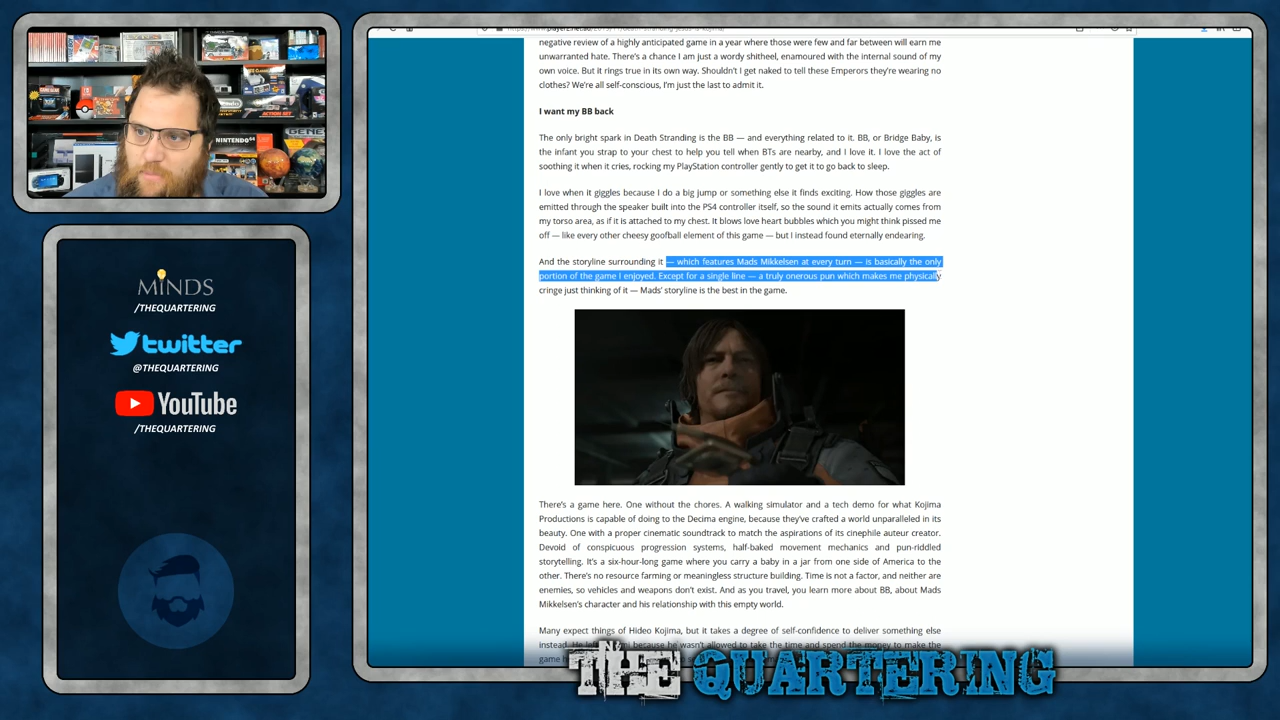 negative review of a highly anticipated game in a year where those were few and far between will earn me
unwarranted hate. There's a chance I am just a wordy shitheel, enamoured with the internal sound of my
own voice. But it rings true in its own way. Shouldn't I get naked to tell these Emperors they're wearing no
clothes? We're all self-conscious, I'm just the last to admit it.
I want my BB back
The only bright spark in Death Stranding is the BB — and everything related to it. BB, or Bridge Baby, is
the infant you strap to your chest to help you tell when BTs are nearby, and I love it. I love the act of
soothing it when it cries, rocking my PlayStation controller gently to get it to go back to sleep.
I love when it giggles because I do a big jump or something else it finds exciting. How those giggles are
emitted through the speaker built into the PS4 controller itself, so the sound it emits actually comes from
my torso area, as if it is attached to my chest. It blows love heart bubbles which you might think pissed me
off — like every other cheesy goofball element of this game — but I instead found eternally endearing.
And the storyline surrounding it — which features Mads Mikkelsen at every turn — is basically the only
portion of the game I enjoyed. Except for a single line — a truly onerous pun which makes me physically
cringe just thinking of it — Mads' storyline is the best in the game.
There's a game here. One without the chores. A walking simulator and a tech demo for what Kojima
Productions is capable of doing to the Decima engine, because they've crafted a world unparalleled in its
beauty. One with a proper cinematic soundtrack to match the aspirations of its cinephile auteur creator.
Devoid of conspicuous progression systems, half-baked movement mechanics and pun-riddled
storytelling. It's a six-hour-long game where you carry a baby in a jar from one side of America to the
other. There's no resource farming or meaningless structure building. Time is not a factor, and neither are
enemies, so vehicles and weapons don't exist. And as you travel, you learn more about BB, about Mads
Mikkelsen's character and his relationship with this empty world.
Many expect things of Hideo Kojima, but it takes a degree of self-confidence to deliver something else
instead. because he wasn't allowed to take the time and spend the money to make the
game
MINDS
/THEQUARTERING
twitter
@THEQUARTERING
YouTube
/THEQUARTERING
THE QUARTERING
NINTENDO 64